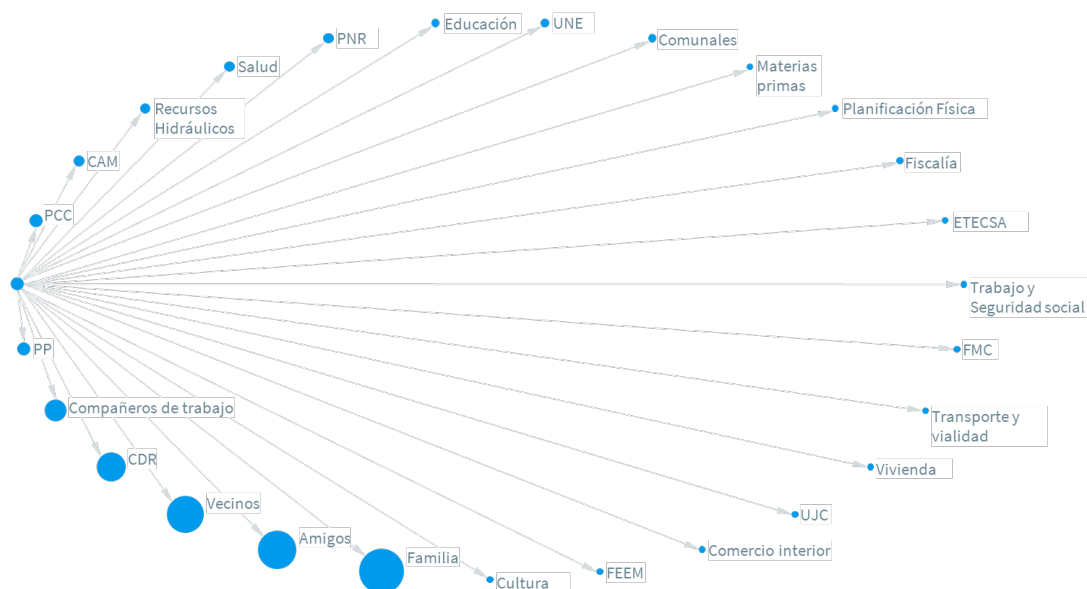 Educación
UNE
PNR
Comunales
Salud
Materias
primas
Recursos
Hidráulicos
Planificación Física
CAM
Fiscalía
PCC
ETECSA
Trabajo y
Seguridad social
PP
FMC
Compañeros de trabajo
Transporte y
vialidad
CDR
Vivienda
Vecinos
UJC
Amigos
Comercio interior
Familia
FEEM
Cultura